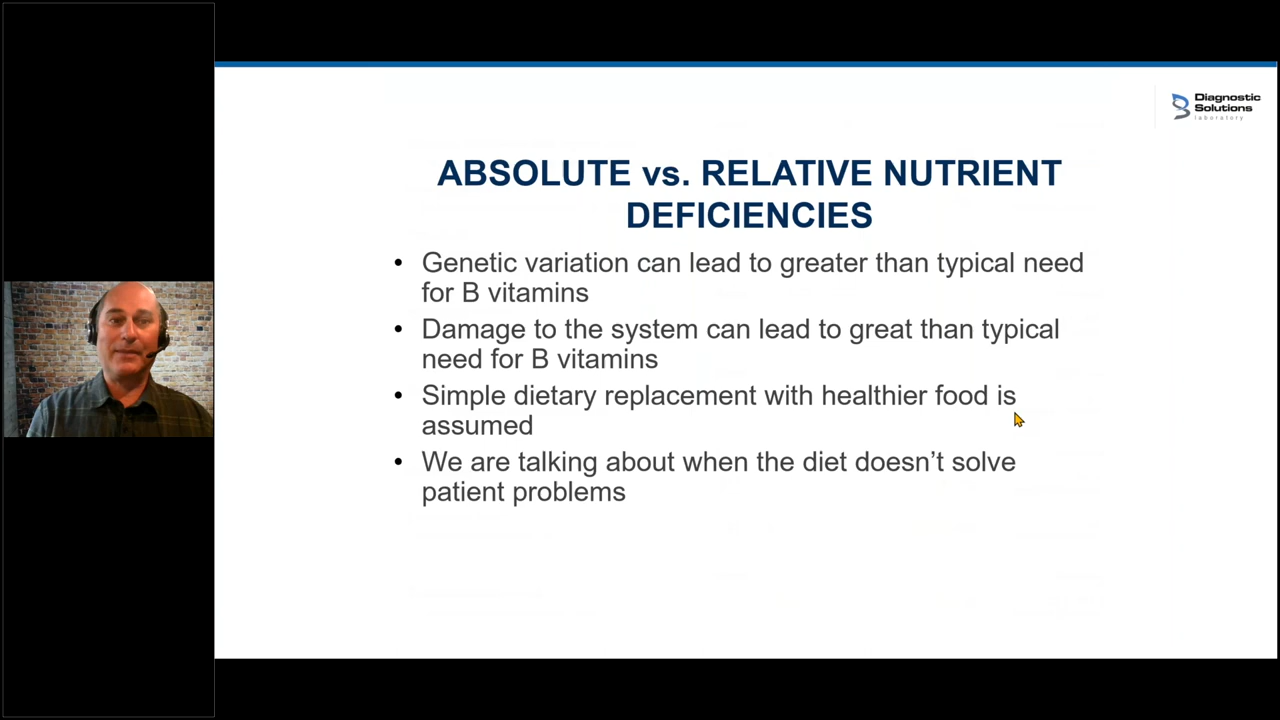 Diagnostic
Solutions
laboratory
ABSOLUTE vs. RELATIVE NUTRIENT
DEFICIENCIES
• Genetic variation can lead to greater than typical need
for B vitamins
• Damage to the system can lead to great than typical
need for B vitamins
• Simple dietary replacement with healthier food is
assumed
• We are talking about when the diet doesn’t solve
patient problems